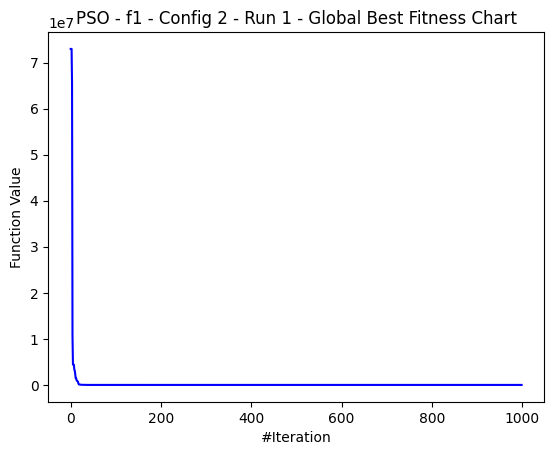 PSO - f1 - Config 2 - Run 1 - Global Best Fitness Chart
1e7
7
6
5
4
3
2
1
0
Function Value
0 200 400 600 800 1000
#Iteration